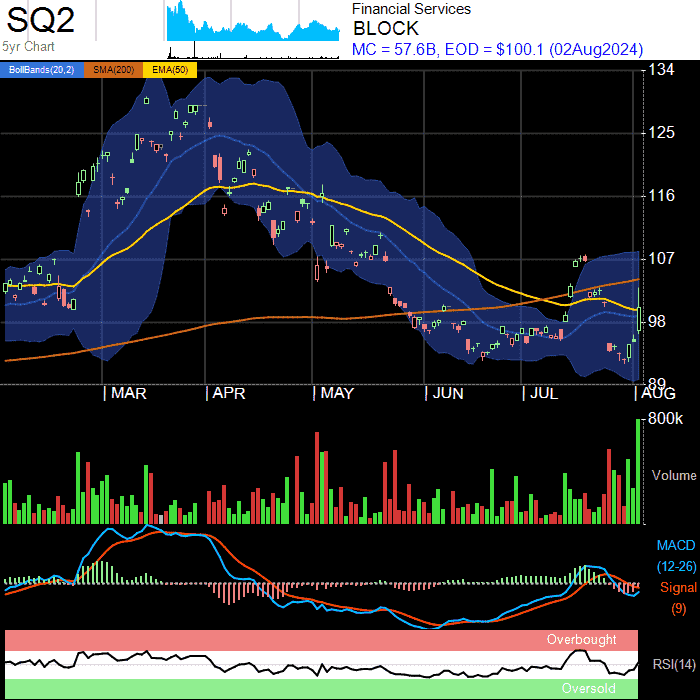 SQ2
5yr Chart
Financial Services
BLOCK
MC = 57.6B, EOD = $100.1 (02Aug2024)
BollBands(20,2) SMA(200) EMA(50)
134
125
116
107
98
89
| MAR | APR | MAY | JUN | JUL | AUG
800k
Volume
MACD
(12-26)
Signal
(9)
Overbought
RSI(14)
Oversold